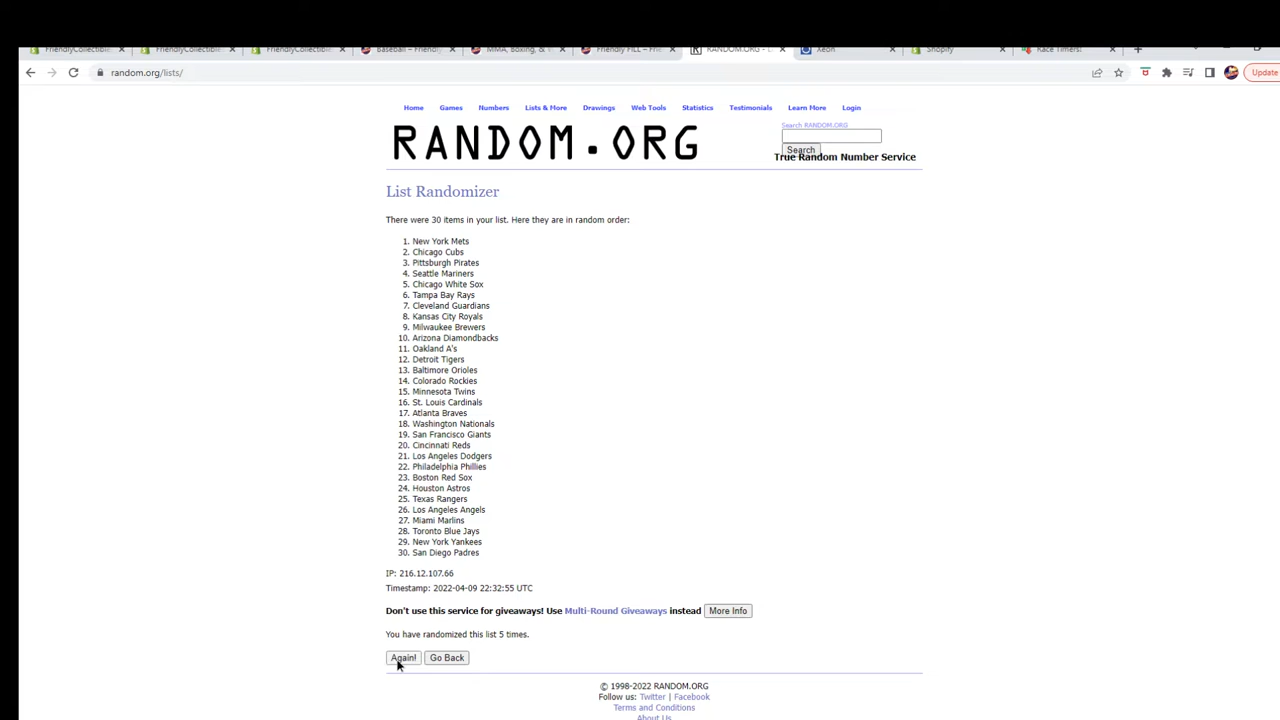 FriendlyCollectible
FriendlyCollectible
FriendlyCollectible
Baseball – Friendly
MMA, Boxing, &
Friendly FILL – Frie
RANDOM.ORG - L
Xeon
Shopify
Race Timers!
random.org/lists/
Update
Home Games Numbers Lists & More Drawings Web Tools Statistics Testimonials Learn More Login
Search RANDOM.ORG
RANDOM.ORG
Search
True Random Number Service
List Randomizer
There were 30 items in your list. Here they are in random order:
1. New York Mets
2. Chicago Cubs
3. Pittsburgh Pirates
4. Seattle Mariners
5. Chicago White Sox
6. Tampa Bay Rays
7. Cleveland Guardians
8. Kansas City Royals
9. Milwaukee Brewers
10. Arizona Diamondbacks
11. Oakland A's
12. Detroit Tigers
13. Baltimore Orioles
14. Colorado Rockies
15. Minnesota Twins
16. St. Louis Cardinals
17. Atlanta Braves
18. Washington Nationals
19. San Francisco Giants
20. Cincinnati Reds
21. Los Angeles Dodgers
22. Philadelphia Phillies
23. Boston Red Sox
24. Houston Astros
25. Texas Rangers
26. Los Angeles Angels
27. Miami Marlins
28. Toronto Blue Jays
29. New York Yankees
30. San Diego Padres
IP: 216.12.107.66
Timestamp: 2022-04-09 22:32:55 UTC
Don't use this service for giveaways! Use Multi-Round Giveaways instead More Info
You have randomized this list 5 times.
Again! Go Back
© 1998-2022 RANDOM.ORG
Follow us: Twitter | Facebook
Terms and Conditions
About Us